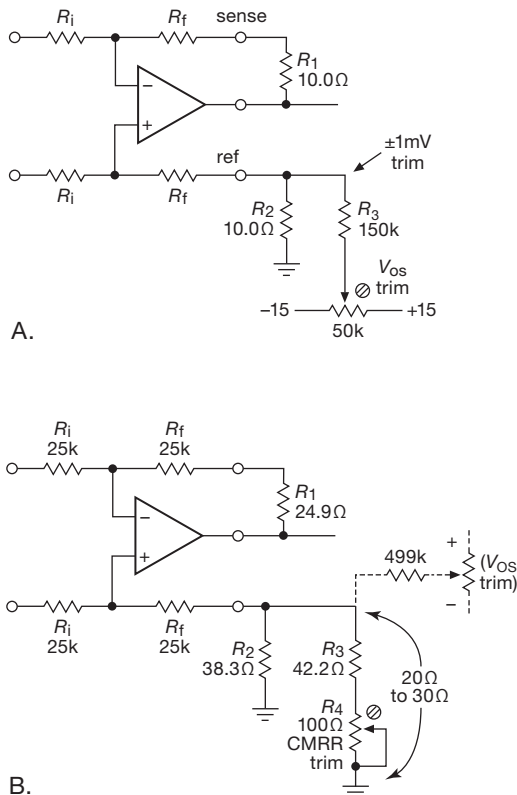 Ri
Rf
sense
R1
10.0Ω
−
+
ref
±1mV
trim
Ri
Rf
R2
10.0Ω
R3
150k
VOS
trim
−15
+15
50k
A.
Ri
25k
Rf
25k
R1
24.9Ω
−
+
499k
+
(VOS
trim)
−
Ri
25k
Rf
25k
R2
38.3Ω
R3
42.2Ω
20Ω
to 30Ω
R4
100Ω
CMRR
trim
B.